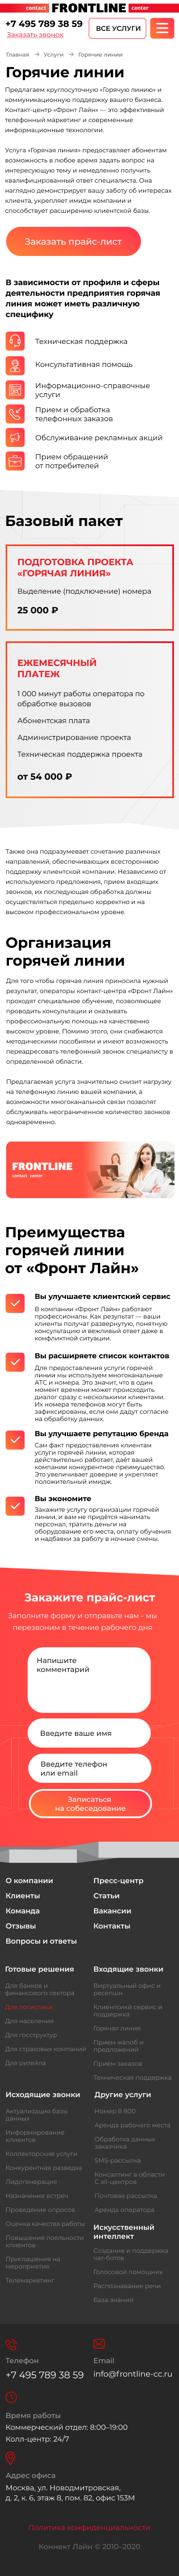 contact FRONTLINE center
+7 495 789 38 59
Заказать звонок
ВСЕ УСЛУГИ
Главная → Услуги → Горячие линии
Горячие линии
Предлагаем круглосуточную «Горячую линию» и
коммуникационную поддержку вашего бизнеса.
Контакт-центр «Фронт Лайн» — это эффективный
телефонный маркетинг и современные
информационные технологии.
Услуга «Горячая линия» предоставляет абонентам
возможность в любое время задать вопрос на
интересующую тему и немедленно получить
квалифицированный ответ специалиста. Она
наглядно демонстрирует вашу заботу об интересах
клиента, укрепляет имидж компании и
способствует расширению клиентской базы.
Заказать прайс-лист
В зависимости от профиля и сферы
деятельности предприятия горячая
линия может иметь различную
специфику
Техническая поддержка
Консультативная помощь
Информационно-справочные
услуги
Прием и обработка
телефонных заказов
Обслуживание рекламных акций
Прием обращений
от потребителей
Базовый пакет
ПОДГОТОВКА ПРОЕКТА
«ГОРЯЧАЯ ЛИНИЯ»
Выделение (подключение) номера
25 000 ₽
ЕЖЕМЕСЯЧНЫЙ
ПЛАТЕЖ
1 000 минут работы оператора по
обработке вызовов
Абонентская плата
Администрирование проекта
Техническая поддержка проекта
от 54 000 ₽
Также она подразумевает сочетание различных
направлений, обеспечивающих всестороннюю
поддержку клиентской компании. Независимо от
используемого предложения, прием входящих
звонков, их последующая обработка должны
осуществляться предельно корректно и на
высоком профессиональном уровне.
Организация
горячей линии
Для того чтобы горячая линия приносила нужный
результат, операторы контакт-центра «Фронт Лайн»
проходят специальное обучение, позволяющее
проводить консультации и оказывать
профессиональную помощь на качественно
высоком уровне. Помимо этого, они снабжаются
методическими пособиями и имеют возможность
переадресовать телефонный звонок специалисту в
определенной области.
Предлагаемая услуга значительно снизит нагрузку
на телефонную линию вашей компании, а
возможности многоканальной связи позволят
обслуживать неограниченное количество звонков
одновременно.
FRONTLINE
contact center
Преимущества
горячей линии
от «Фронт Лайн»
Вы улучшаете клиентский сервис
В компании «Фронт Лайн» работают
профессионалы. Как результат — ваши
клиенты получат развернутую, понятную
консультацию и вежливый ответ даже в
конфликтной ситуации.
Вы расширяете список контактов
Для предоставления услуги горячей
линии мы используем многоканальные
АТС и номера. Это значит, что в один
момент времени может происходить
диалог сразу с несколькими клиентами.
Их номера телефонов могут быть
зафиксированы, если они дадут согласие
на обработку данных.
Вы улучшаете репутацию бренда
Сам факт предоставления клиентам
услуги горячей линии, которая
действительно работает, даёт вашей
компании конкурентное преимущество.
Это увеличивает доверие и укрепляет
положительный имидж.
Вы экономите
Закажите услугу организации горячей
линии, и вам не придётся нанимать
персонал, тратить деньги на
оборудование его места, оплату обучения
и надбавки за работу в ночные смены.
Закажите прайс-лист
Заполните форму и отправьте нам - мы
перезвоним в течение рабочего дня
Напишите
комментарий
Введите ваше имя
Введите телефон
или email
Записаться
на собеседование
О компании
Пресс-центр
Клиенты
Статьи
Команда
Вакансии
Отзывы
Контакты
Вопросы и ответы
Готовые решения
Для банков и
финансового сектора
Для логистики
Для населения
Для госструктур
Для страховых компаний
Для ритейла
Входящие звонки
Виртуальный офис и
ресепшн
Клиентский сервис и
поддержка
Горячая линия
Прием жалоб и
предложений
Прием заказов
Техническая поддержка
Исходящие звонки
Актуализация базы
данных
Информирование
клиентов
Коллекторские услуги
Конкурентная разведка
Лидогенерация
Назначение встреч
Проведение опросов
Оценка качества работы
Повышение лояльности
клиентов
Приглашение на
мероприятие
Телемаркетинг
Другие услуги
Номер 8 800
Аренда рабочего места
Обработка данных
заказчика
SMS-рассылка
Консалтинг в области
C all-центров
Почтовая рассылка
Аренда оператора
Искусственный
интеллект
Создание и поддержка
чат-ботов
Голосовой помощник
Распознавание речи
База знаний
Телефон
+7 495 789 38 59
Email
info@frontline-cc.ru
Время работы
Коммерческий отдел: 8:00–19:00
Колл-центр: 24/7
Адрес офиса
Москва, ул. Новодмитровская,
д. 2, к. 6, этаж 8, пом. 82, офис 153М
Политика конфиденциальности
Коннект Лайн © 2010–2020